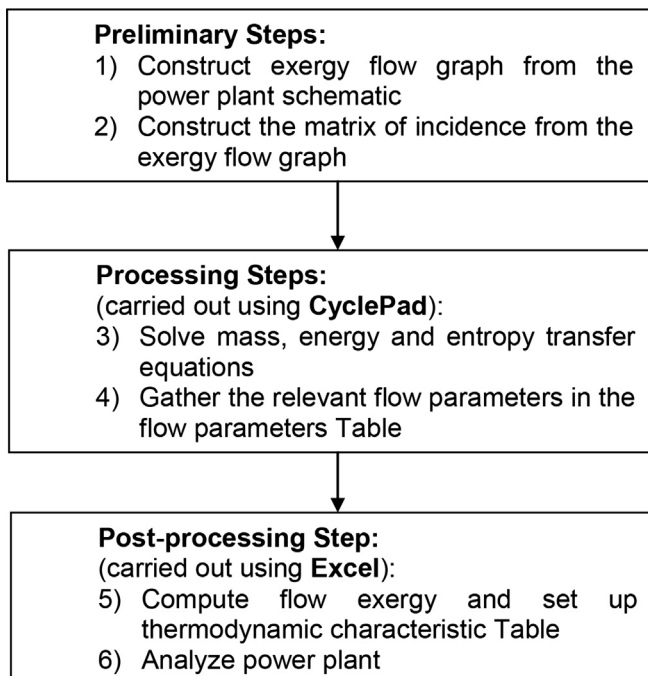 Preliminary Steps:
1) Construct exergy flow graph from the
power plant schematic
2) Construct the matrix of incidence from the
exergy flow graph
Processing Steps:
(carried out using CyclePad):
3) Solve mass, energy and entropy transfer
equations
4) Gather the relevant flow parameters in the
flow parameters Table
Post-processing Step:
(carried out using Excel):
5) Compute flow exergy and set up
thermodynamic characteristic Table
6) Analyze power plant